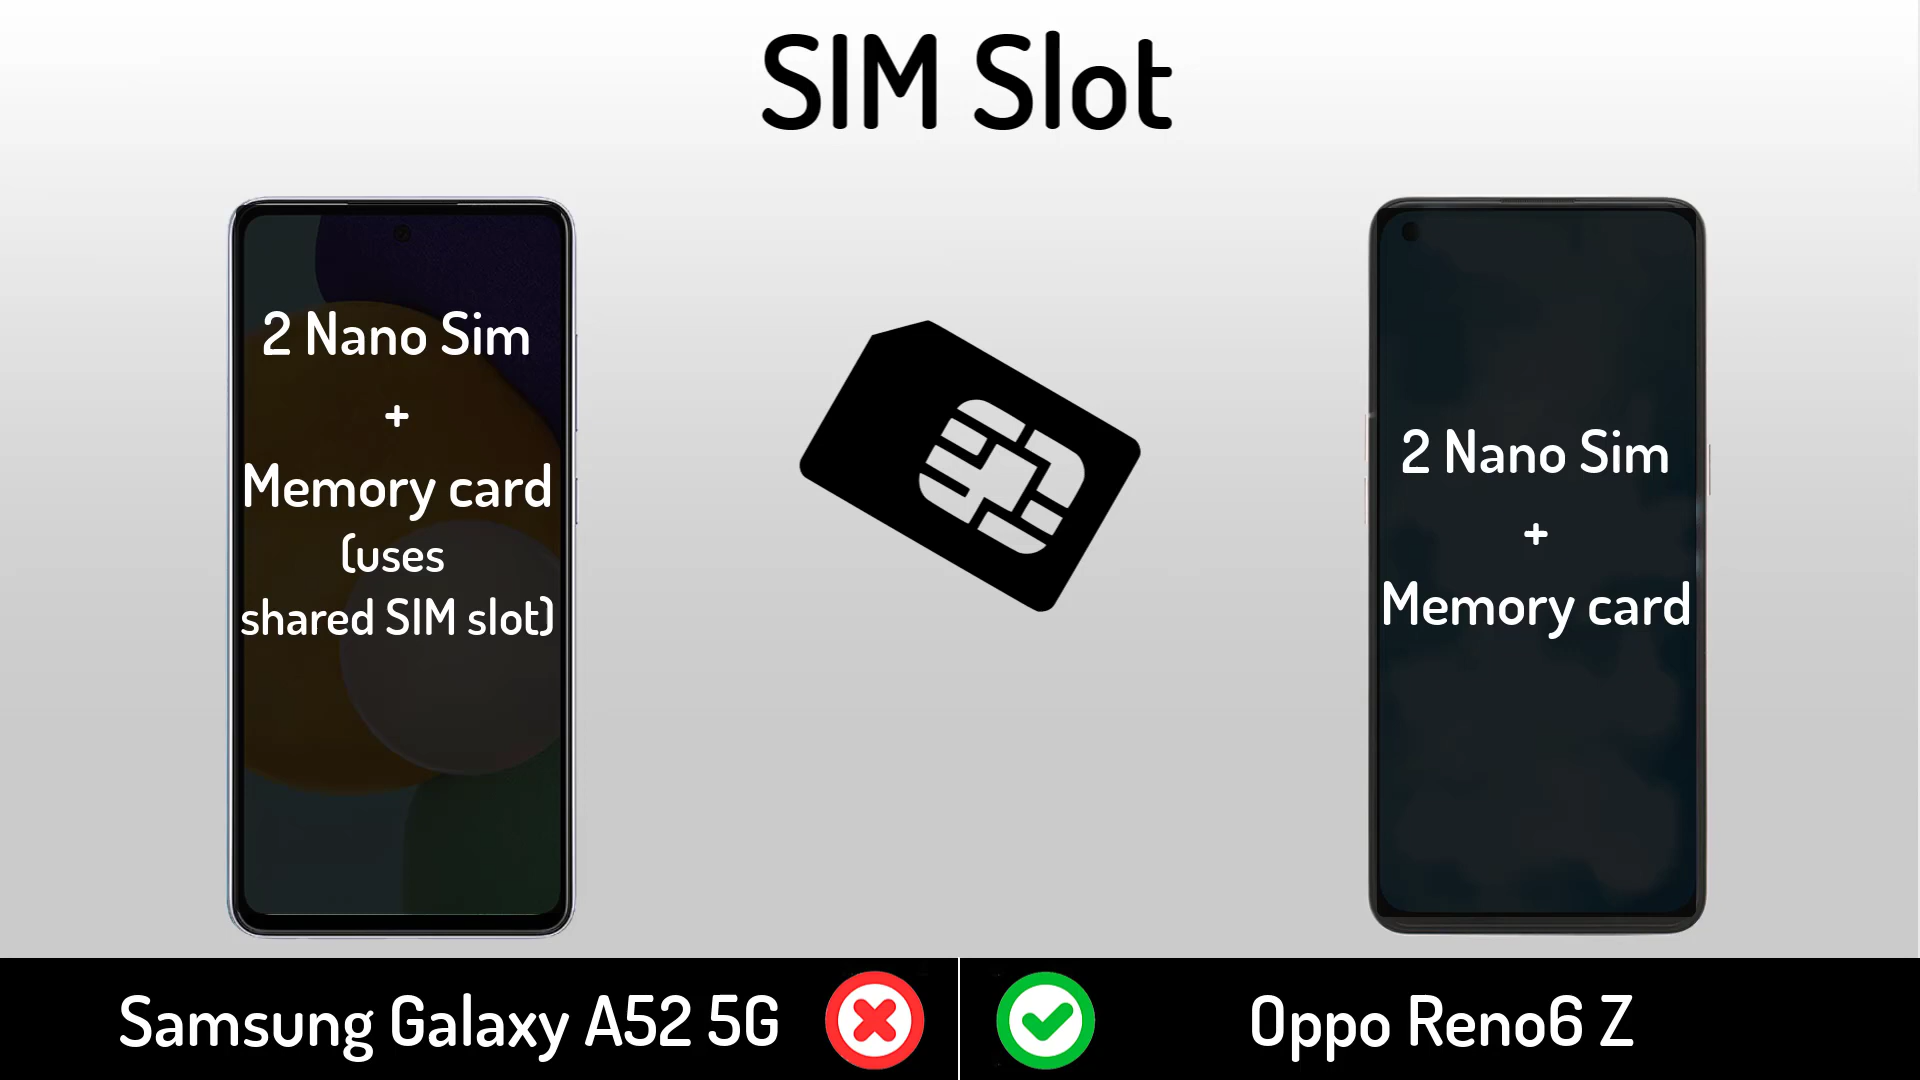 SIM Slot
2 Nano Sim
+
Memory card
(uses
shared SIM slot)
2 Nano Sim
+
Memory card
Samsung Galaxy A52 5G
Oppo Reno6 Z